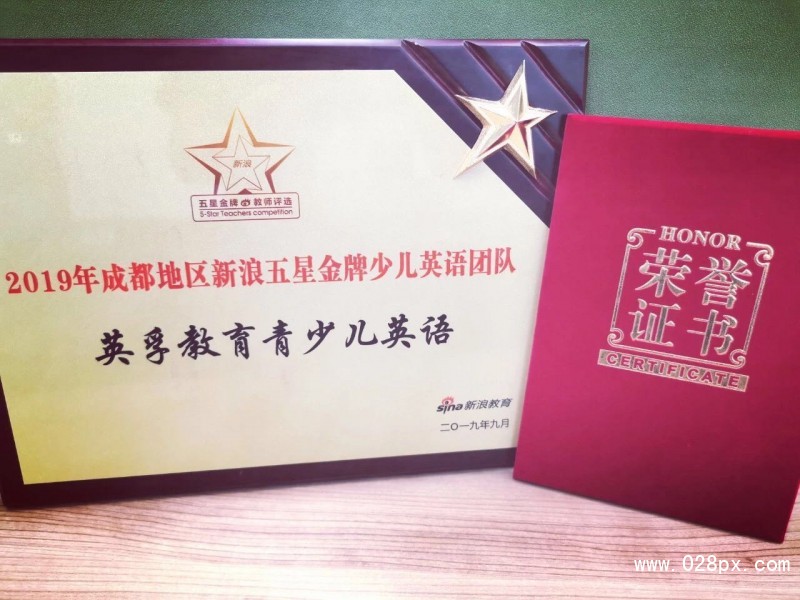 新浪
五星金牌 教师评选
5-Star Teachers competition
2019年成都地区新浪五星金牌少儿英语团队
英孚教育青少儿英语
sina 新浪教育
二〇一九年九月
HONOR
荣誉
证书
CERTIFICATE
www.028px.com